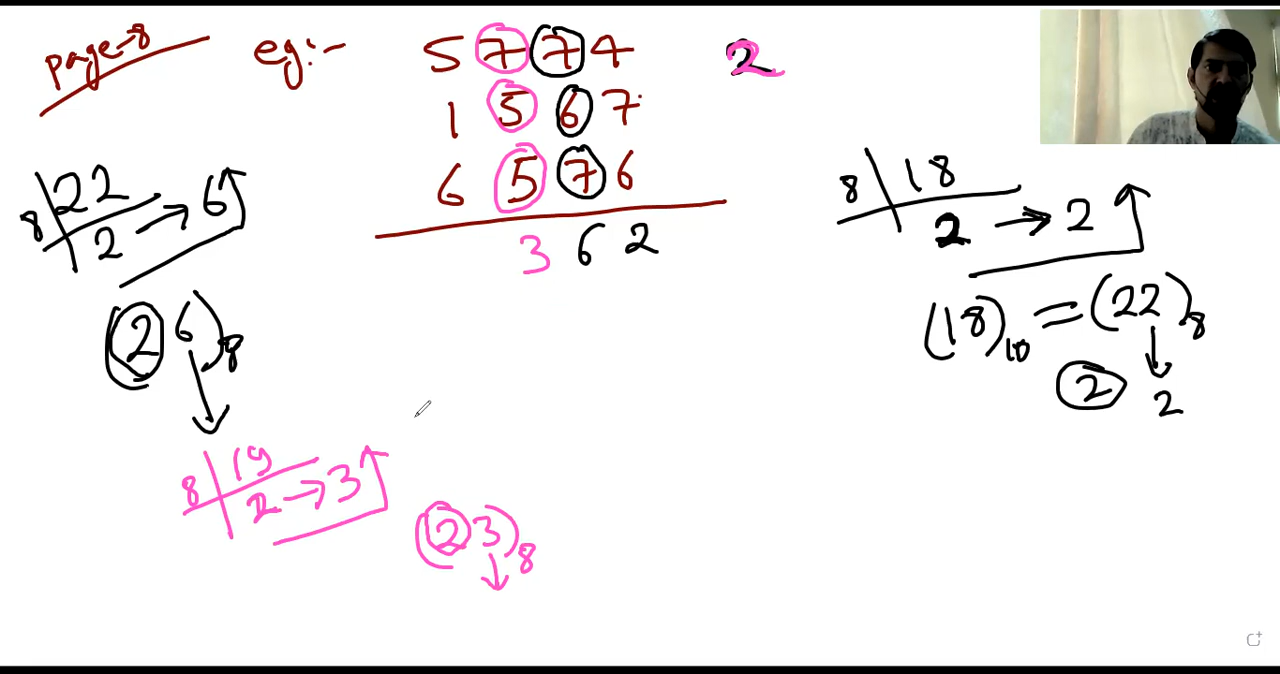 page-8
eg:-
5 7 7 4 2
1 5 6 7
6 5 7 6
3 6 2
8 22
2 → 6
2 6)8
8 19
2 → 3
(2 3)8
8 18
2 → 2
(18)10 = (22)8
2 2